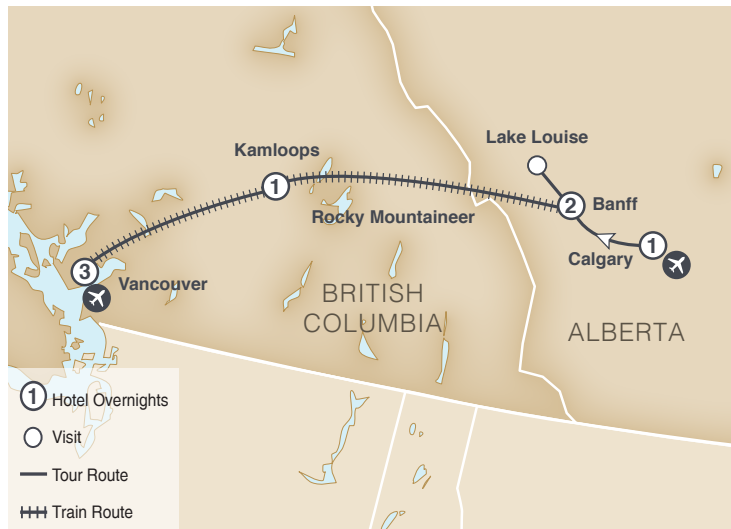 Lake Louise
Kamloops
1
2
Banff
Rocky Mountaineer
1
Calgary
3
Vancouver
BRITISH
COLUMBIA
ALBERTA
1 Hotel Overnights
Visit
Tour Route
Train Route